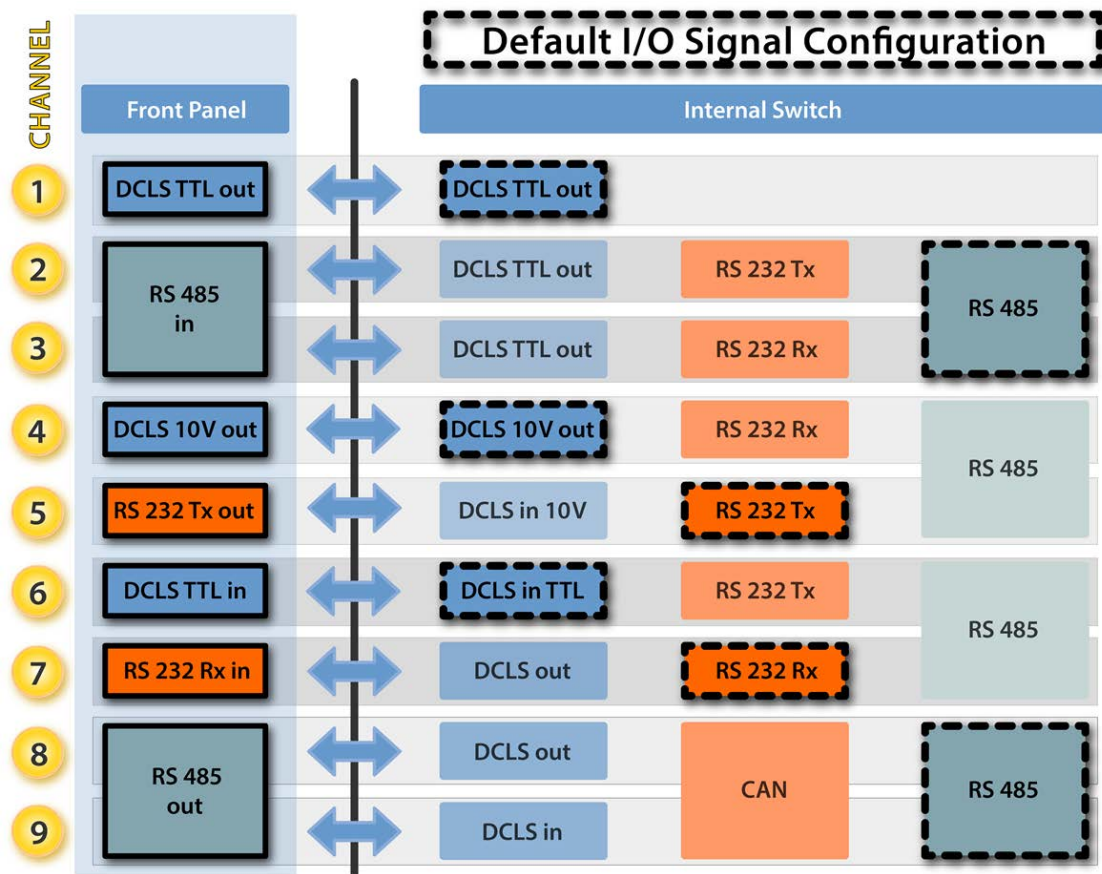 CHANNEL
Default I/O Signal Configuration
Front Panel
Internal Switch
1
DCLS TTL out
DCLS TTL out
2
RS 485
in
DCLS TTL out
RS 232 Tx
RS 485
3
DCLS TTL out
RS 232 Rx
4
DCLS 10V out
DCLS 10V out
RS 232 Rx
RS 485
5
RS 232 Tx out
DCLS in 10V
RS 232 Tx
6
DCLS TTL in
DCLS in TTL
RS 232 Tx
RS 485
7
RS 232 Rx in
DCLS out
RS 232 Rx
8
RS 485
out
DCLS out
CAN
RS 485
9
DCLS in